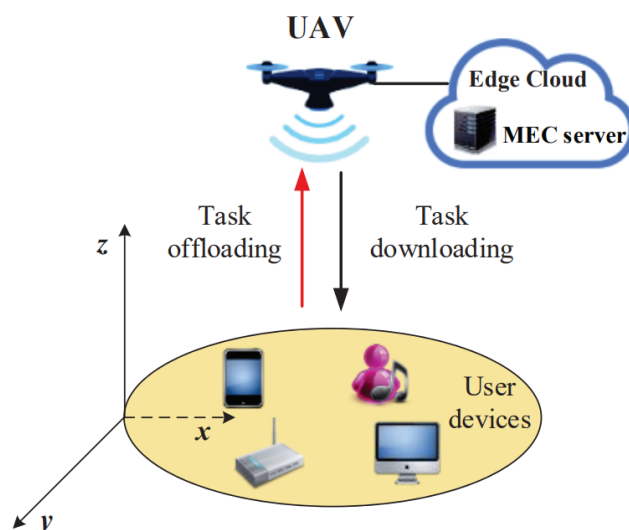 UAV
Edge Cloud
MEC server
Task
offloading
Task
downloading
z
x
y
User
devices